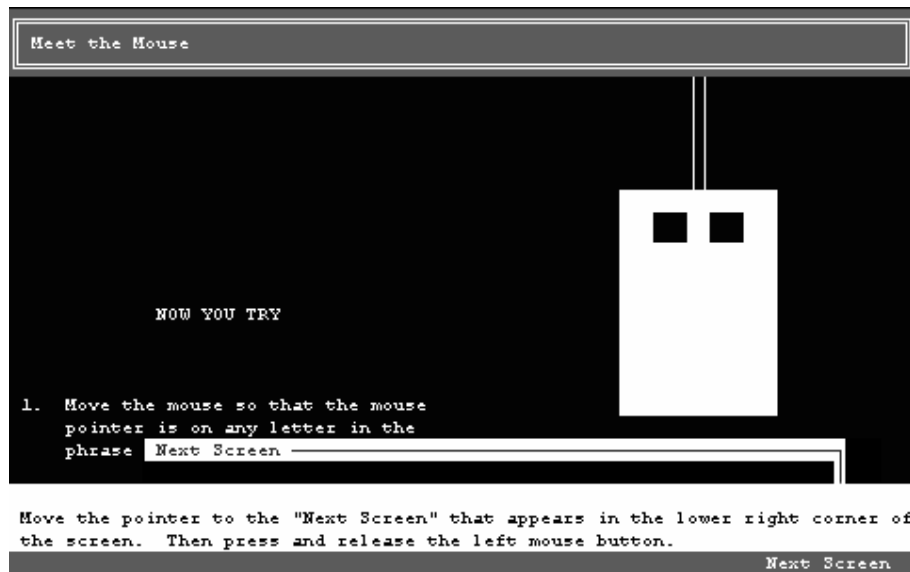 Meet the Mouse
NOW YOU TRY
1. Move the mouse so that the mouse
pointer is on any letter in the
phrase Next Screen
Move the pointer to the "Next Screen" that appears in the lower right corner of
the screen. Then press and release the left mouse button.
Next Screen